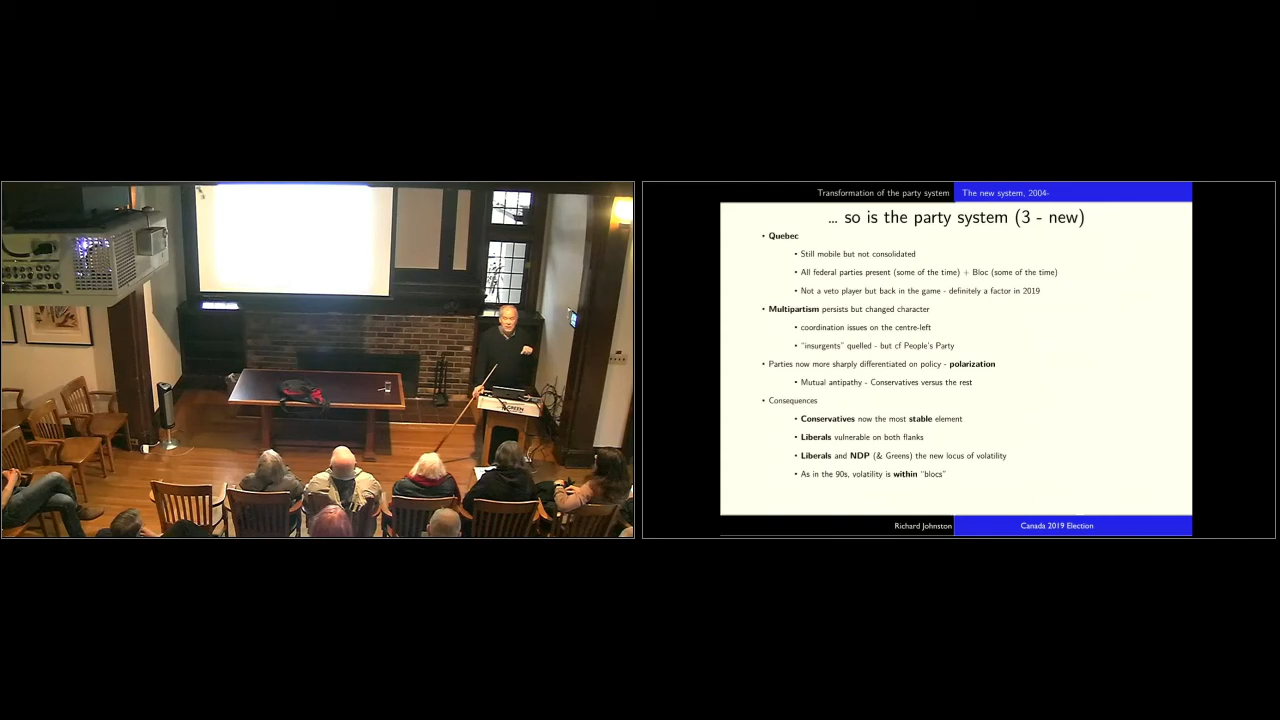 GREEN
Transformation of the party system
The new system, 2004-
... so is the party system (3 - new)
• Quebec
• Still mobile but not consolidated
• All federal parties present (some of the time) + Bloc (some of the time)
• Not a veto player but back in the game - definitely a factor in 2019
• Multipartism persists but changed character
• coordination issues on the centre-left
• "insurgents" quelled - but cf People's Party
• Parties now more sharply differentiated on policy - polarization
• Mutual antipathy - Conservatives versus the rest
• Consequences
• Conservatives now the most stable element
• Liberals vulnerable on both flanks
• Liberals and NDP (& Greens) the new locus of volatility
• As in the 90s, volatility is within "blocs"
Richard Johnston
Canada 2019 Election